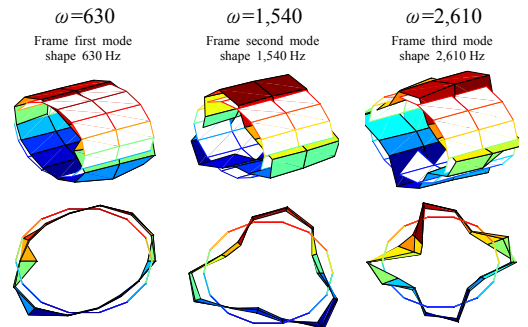 ω=630
Frame first mode
shape 630 Hz
ω=1,540
Frame second mode
shape 1,540 Hz
ω=2,610
Frame third mode
shape 2,610 Hz